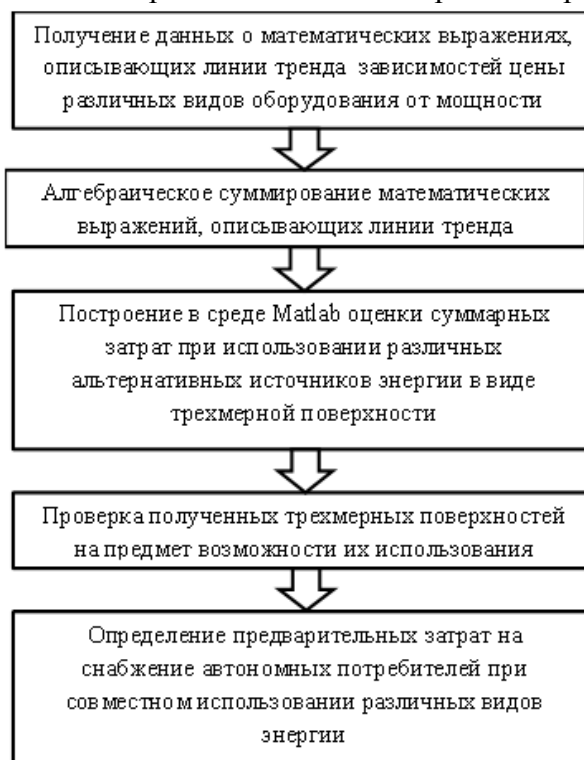 Получение данных о математических выражениях,
описывающих линии тренда зависимостей цены
различных видов оборудования от мощности
Алгебраическое суммирование математических
выражений, описывающих линии тренда
Построение в среде Matlab оценки суммарных
затрат при использовании различных
альтернативных источников энергии в виде
трехмерной поверхности
Проверка полученных трехмерных поверхностей
на предмет возможности их использования
Определение предварительных затрат на
снабжение автономных потребителей при
совместном использовании различных видов
энергии